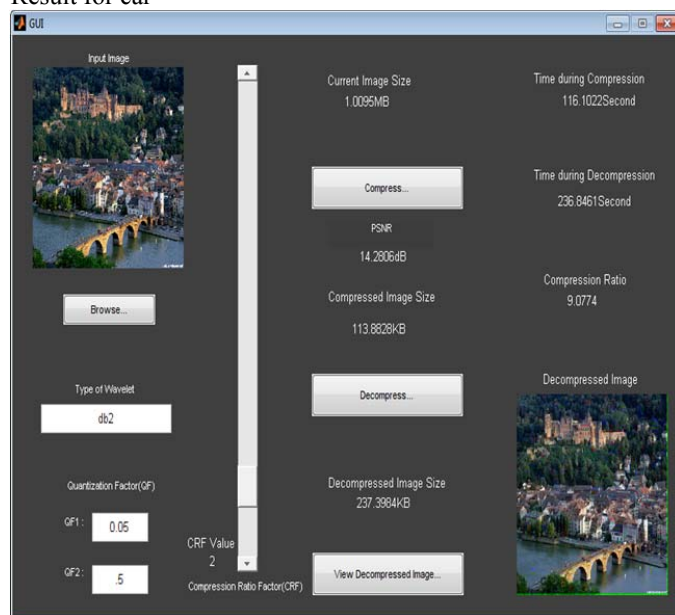 Result for car
GUI
Input Image
Browse...
Type of Wavelet
db2
Quantization Factor(QF)
QF1: 0.05
QF2: .5
CRF Value
2
Compression Ratio Factor(CRF)
Current Image Size
1.0095MB
Compress...
PSNR
14.2806dB
Compressed Image Size
113.8828KB
Decompress...
Decompressed Image Size
237.3984KB
View Decompressed Image...
Time during Compression
116.1022Second
Time during Decompression
236.8461Second
Compression Ratio
9.0774
Decompressed Image